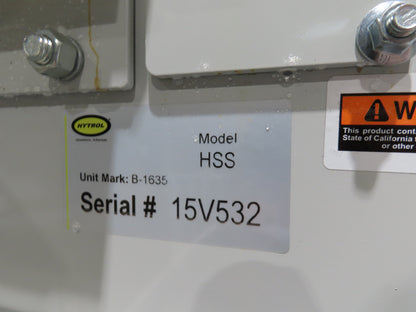 HYTROL
Model
HSS
Unit Mark: B-1635
Serial # 15V532
W
This product cont
State of California
or other